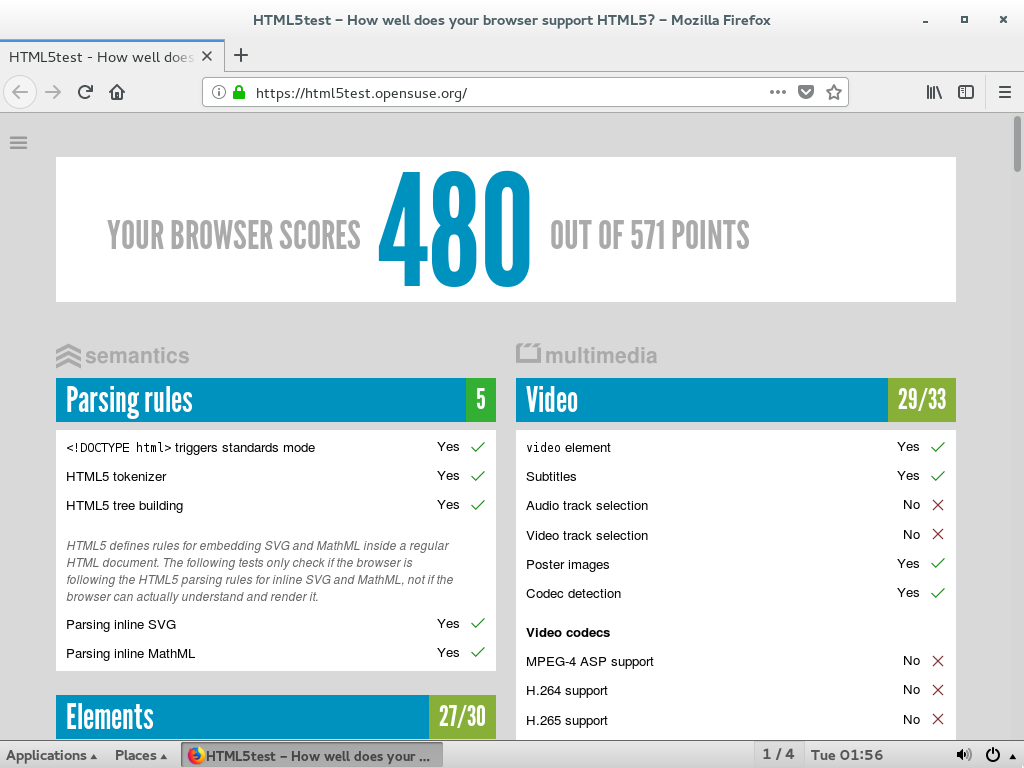 HTML5test – How well does your browser support HTML5? – Mozilla Firefox
HTML5test - How well does
https://html5test.opensuse.org/
YOUR BROWSER SCORES 480 OUT OF 571 POINTS
semantics
Parsing rules 5
<!DOCTYPE html> triggers standards mode Yes
HTML5 tokenizer Yes
HTML5 tree building Yes
HTML5 defines rules for embedding SVG and MathML inside a regular
HTML document. The following tests only check if the browser is
following the HTML5 parsing rules for inline SVG and MathML, not if the
browser can actually understand and render it.
Parsing inline SVG Yes
Parsing inline MathML Yes
Elements 27/30
multimedia
Video 29/33
video element Yes
Subtitles Yes
Audio track selection No
Video track selection No
Poster images Yes
Codec detection Yes
Video codecs
MPEG-4 ASP support No
H.264 support No
H.265 support No
Applications Places HTML5test – How well does your ... 1 / 4 Tue 01:56